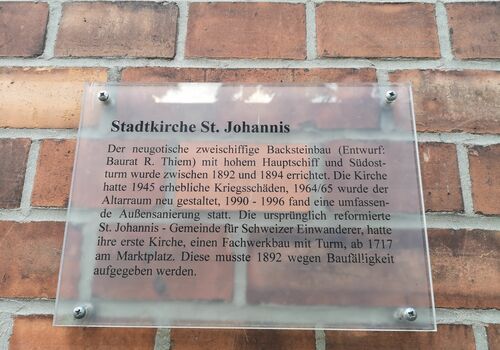 Stadtkirche St. Johannis
Der neugotische zweischiffige Backsteinbau (Entwurf:
Baurat R. Thiem) mit hohem Hauptschiff und Südost-
turm wurde zwischen 1892 und 1894 errichtet. Die Kirche
hatte 1945 erhebliche Kriegsschäden, 1964/65 wurde der
Altarraum neu gestaltet, 1990 - 1996 fand eine umfassen-
de Außensanierung statt. Die ursprünglich reformierte
St. Johannis - Gemeinde für Schweizer Einwanderer, hatte
ihre erste Kirche, einen Fachwerkbau mit Turm, ab 1717
am Marktplatz. Diese musste 1892 wegen Baufälligkeit
aufgegeben werden.